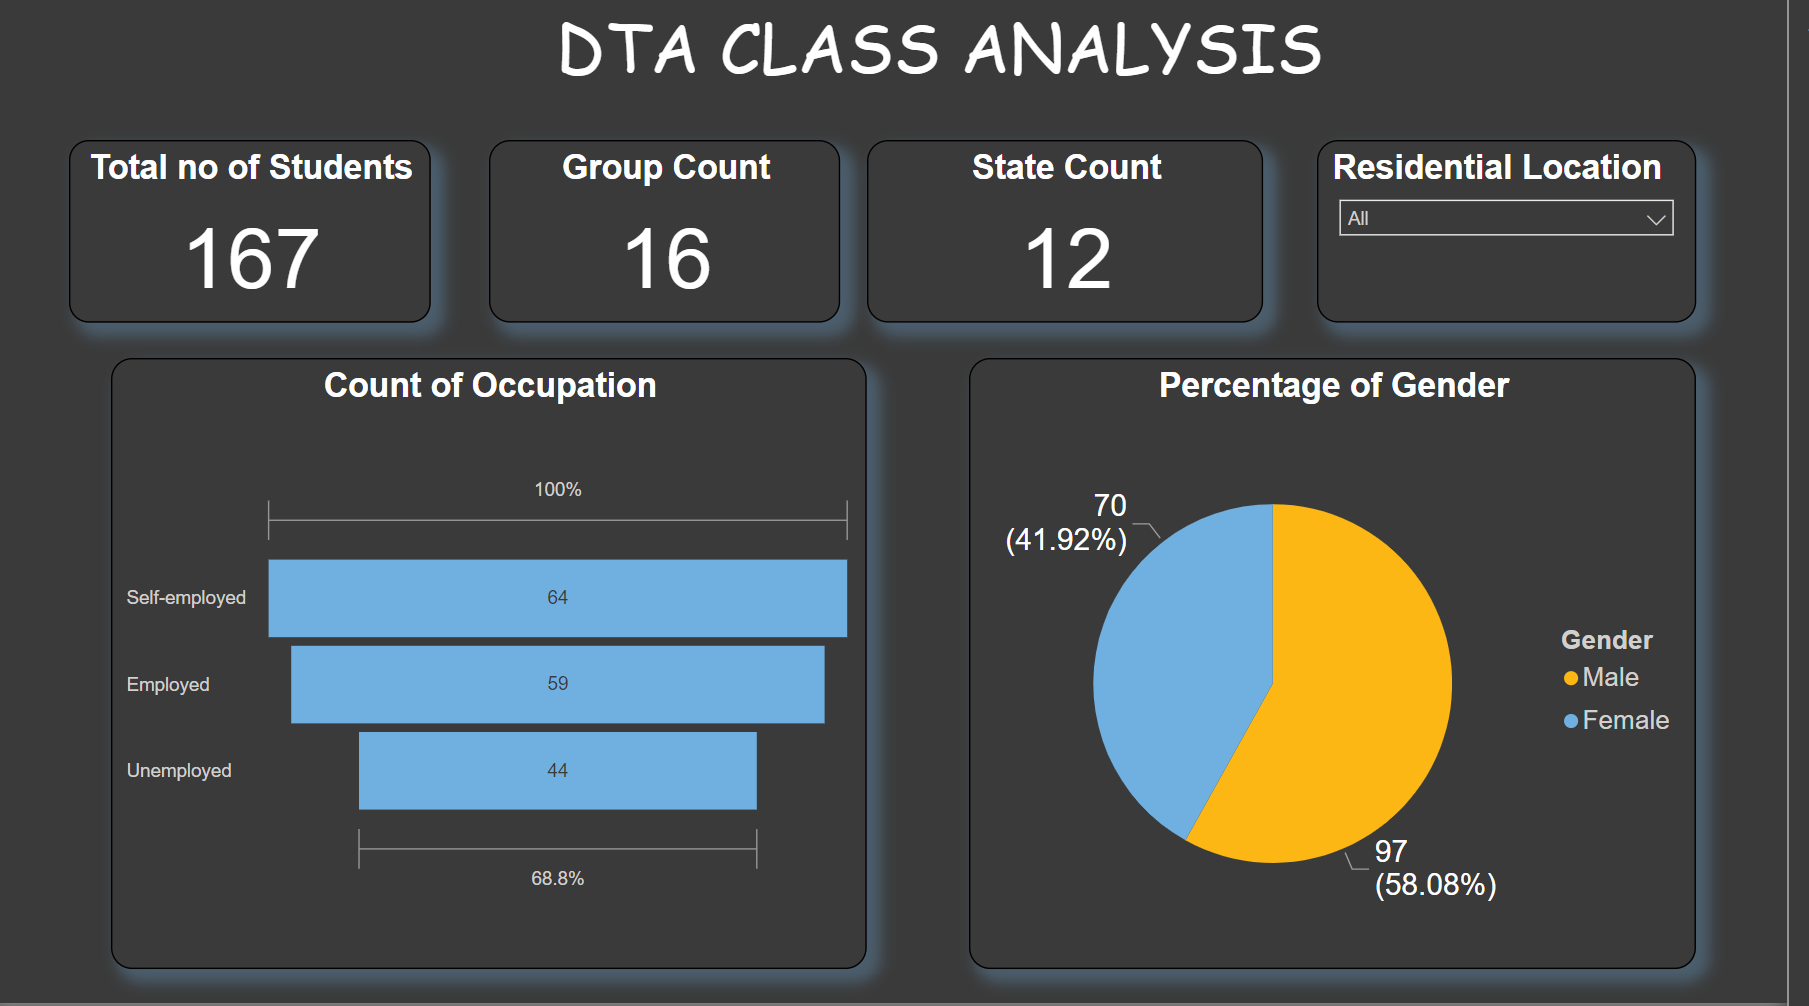 DTA CLASS ANALYSIS
Total no of Students
167
Group Count
16
State Count
12
Residential Location
All
Count of Occupation
100%
Self-employed
64
Employed
59
Unemployed
44
68.8%
Percentage of Gender
70
(41.92%)
97
(58.08%)
Gender
Male
Female